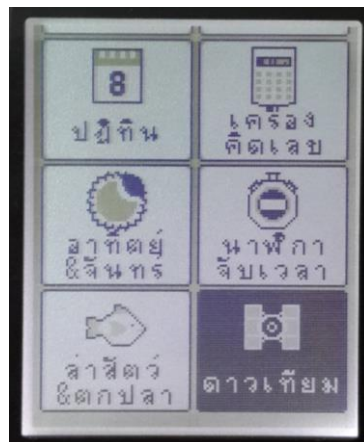 8
ปฏิทิน
เครื่อง
คิดเลข
อาทิตย์
&จันทร์
นาฬิกา
จับเวลา
ล่าสัตว์
&ตกปลา
ดาวเทียม